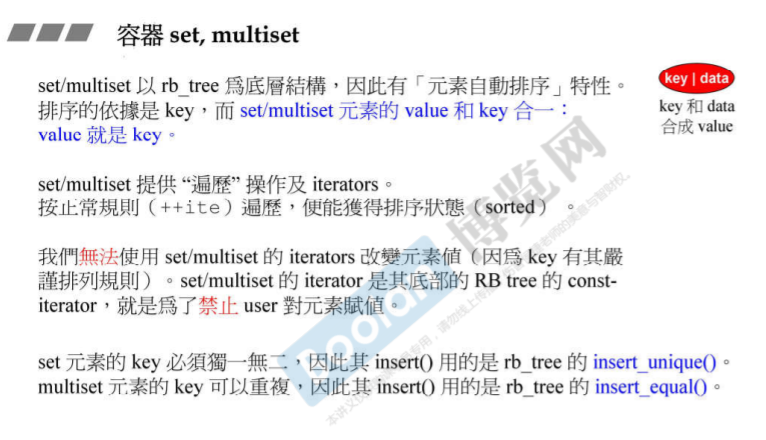 容器 set, multiset
set/multiset 以 rb_tree 爲底層結構，因此有「元素自動排序」特性。
排序的依據是 key，而 set/multiset 元素的 value 和 key 合一：
value 就是 key。
key | data
key 和 data
合成 value
set/multiset 提供 “遍歷” 操作及 iterators。
按正常規則（++ite）遍歷，便能獲得排序狀態（sorted）。
我們無法使用 set/multiset 的 iterators 改變元素值（因爲 key 有其嚴
謹排列規則）。set/multiset 的 iterator 是其底部的 RB tree 的 const-
iterator，就是爲了禁止 user 對元素賦值。
set 元素的 key 必須獨一無二，因此其 insert() 用的是 rb_tree 的 insert_unique()。
multiset 元素的 key 可以重複，因此其 insert() 用的是 rb_tree 的 insert_equal()。
Boolan
博览网